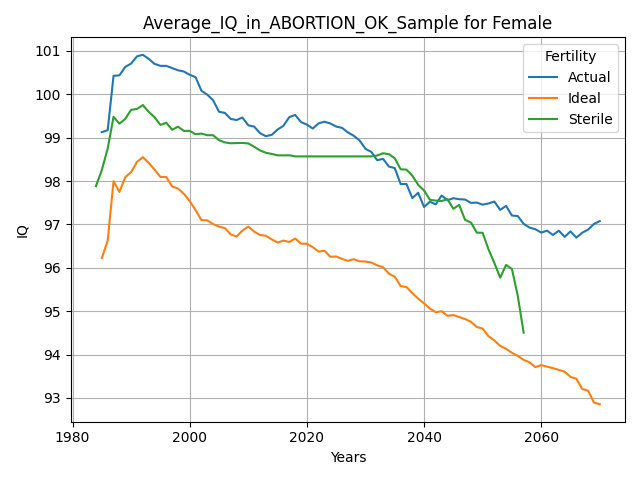 Average_IQ_in_ABORTION_OK_Sample for Female
101
100
99
98
97
96
95
94
93
IQ
Fertility
Actual
Ideal
Sterile
1980
2000
2020
2040
2060
Years